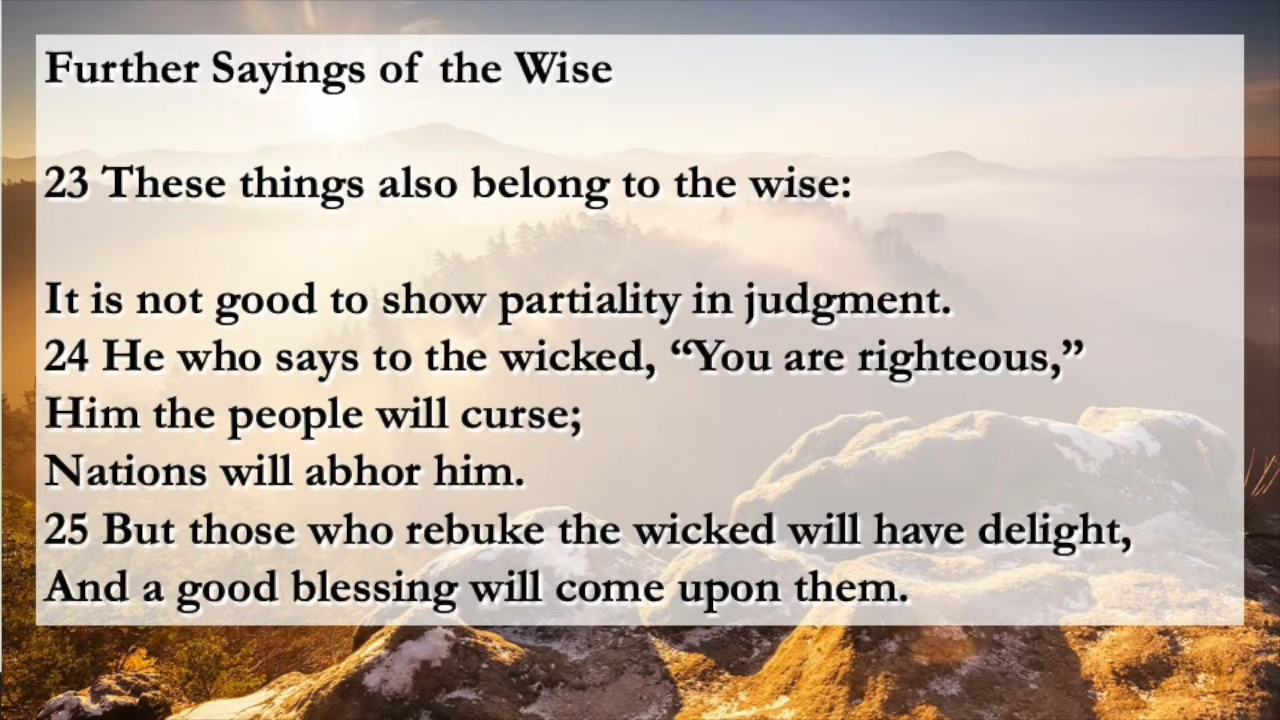 Further Sayings of the Wise
23 These things also belong to the wise:
It is not good to show partiality in judgment.
24 He who says to the wicked, “You are righteous,”
Him the people will curse;
Nations will abhor him.
25 But those who rebuke the wicked will have delight,
And a good blessing will come upon them.